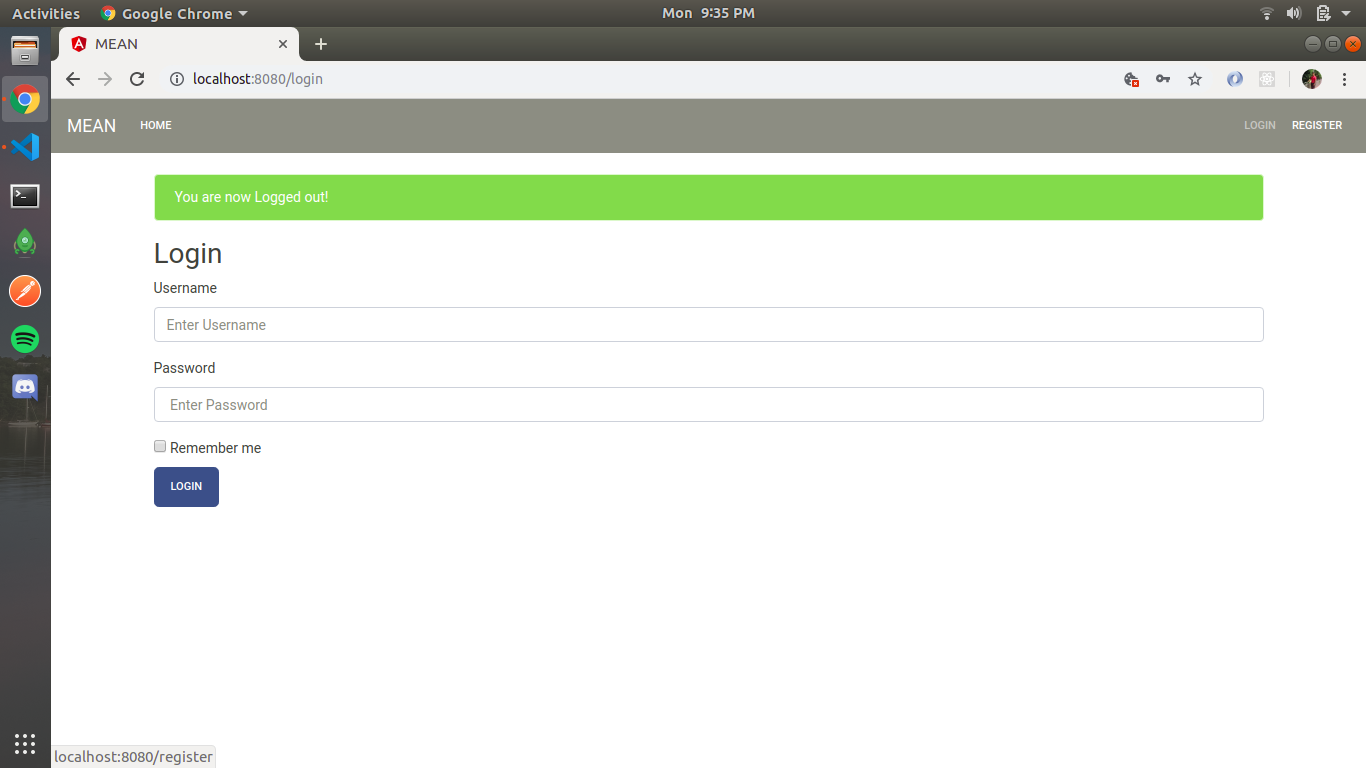 Activities Google Chrome Mon 9:35 PM
MEAN
localhost:8080/login
MEAN HOME LOGIN REGISTER
You are now Logged out!
Login
Username
Enter Username
Password
Enter Password
Remember me
LOGIN
localhost:8080/register